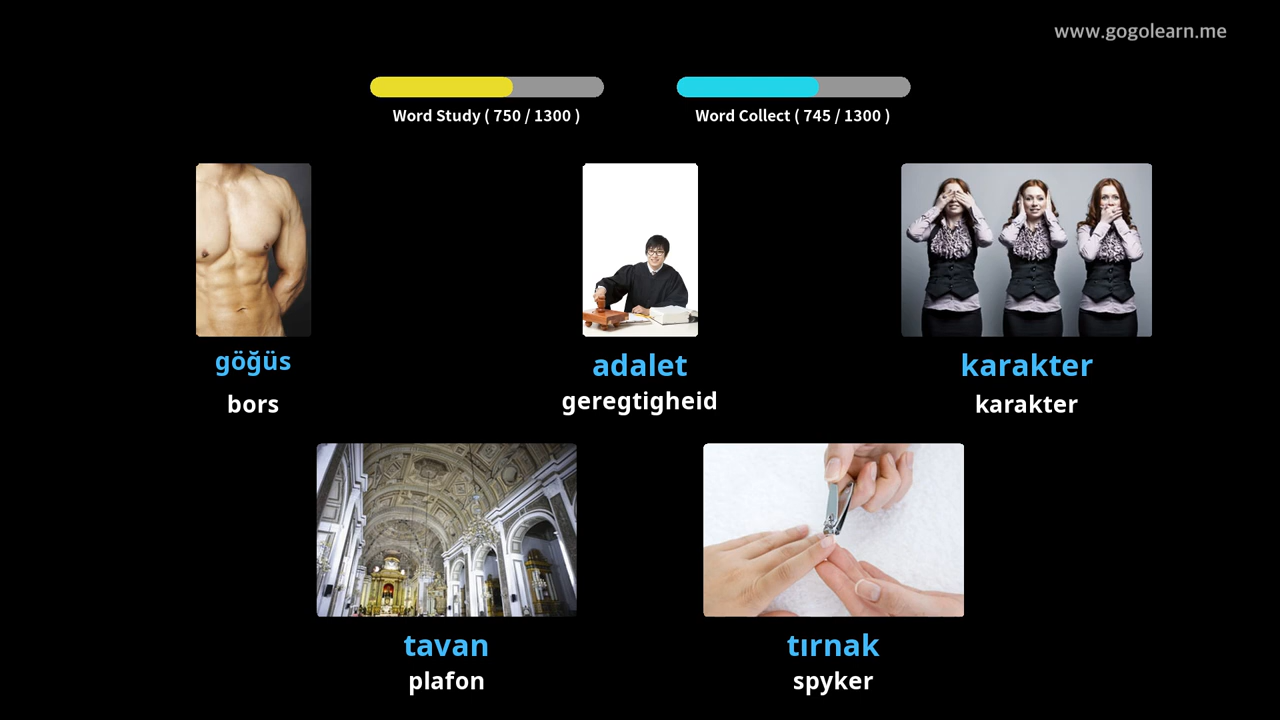 www.gogolearn.me
Word Study ( 750 / 1300 )
Word Collect ( 745 / 1300 )
göğüs
bors
adalet
geregtigheid
karakter
karakter
tavan
plafon
tırnak
spyker